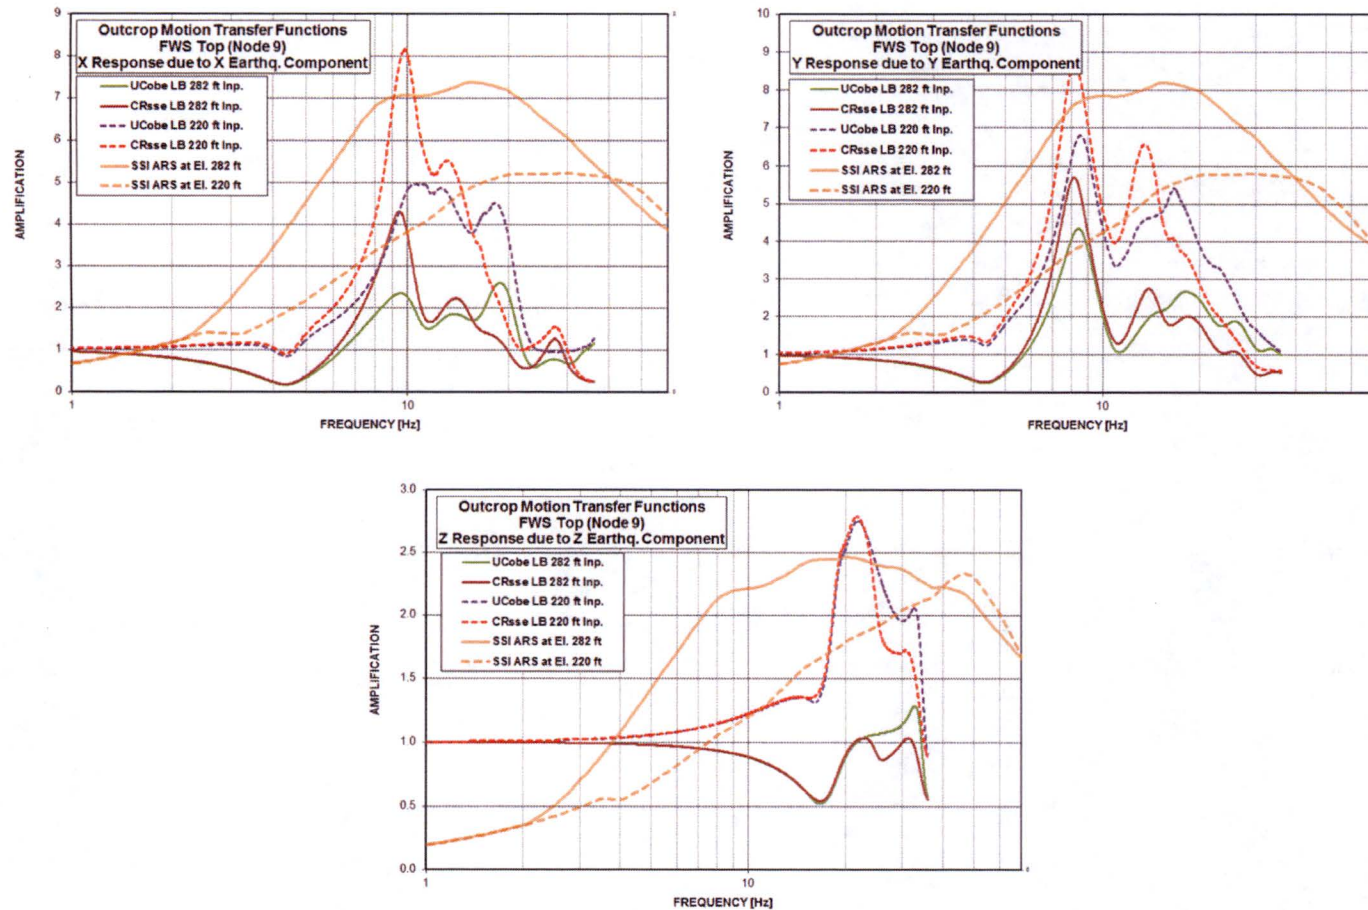 Outcrop Motion Transfer Functions
FWS Top (Node 9)
X Response due to X Earthq. Component
UCobe LB 282 ft Inp.
CRsse LB 282 ft Inp.
UCobe LB 220 ft Inp.
CRsse LB 220 ft Inp.
SSI ARS at El. 282 ft
SSI ARS at El. 220 ft
AMPLIFICATION
9
8
7
6
5
4
3
2
1
0
1
10
FREQUENCY [Hz]
Outcrop Motion Transfer Functions
FWS Top (Node 9)
Y Response due to Y Earthq. Component
UCobe LB 282 ft Inp.
CRsse LB 282 ft Inp.
UCobe LB 220 ft Inp.
CRsse LB 220 ft Inp.
SSI ARS at El. 282 ft
SSI ARS at El. 220 ft
AMPLIFICATION
10
9
8
7
6
5
4
3
2
1
0
1
10
FREQUENCY [Hz]
Outcrop Motion Transfer Functions
FWS Top (Node 9)
Z Response due to Z Earthq. Component
UCobe LB 282 ft Inp.
CRsse LB 282 ft Inp.
UCobe LB 220 ft Inp.
CRsse LB 220 ft Inp.
SSI ARS at El. 282 ft
SSI ARS at El. 220 ft
AMPLIFICATION
3.0
2.5
2.0
1.5
1.0
0.5
0.0
1
10
FREQUENCY [Hz]